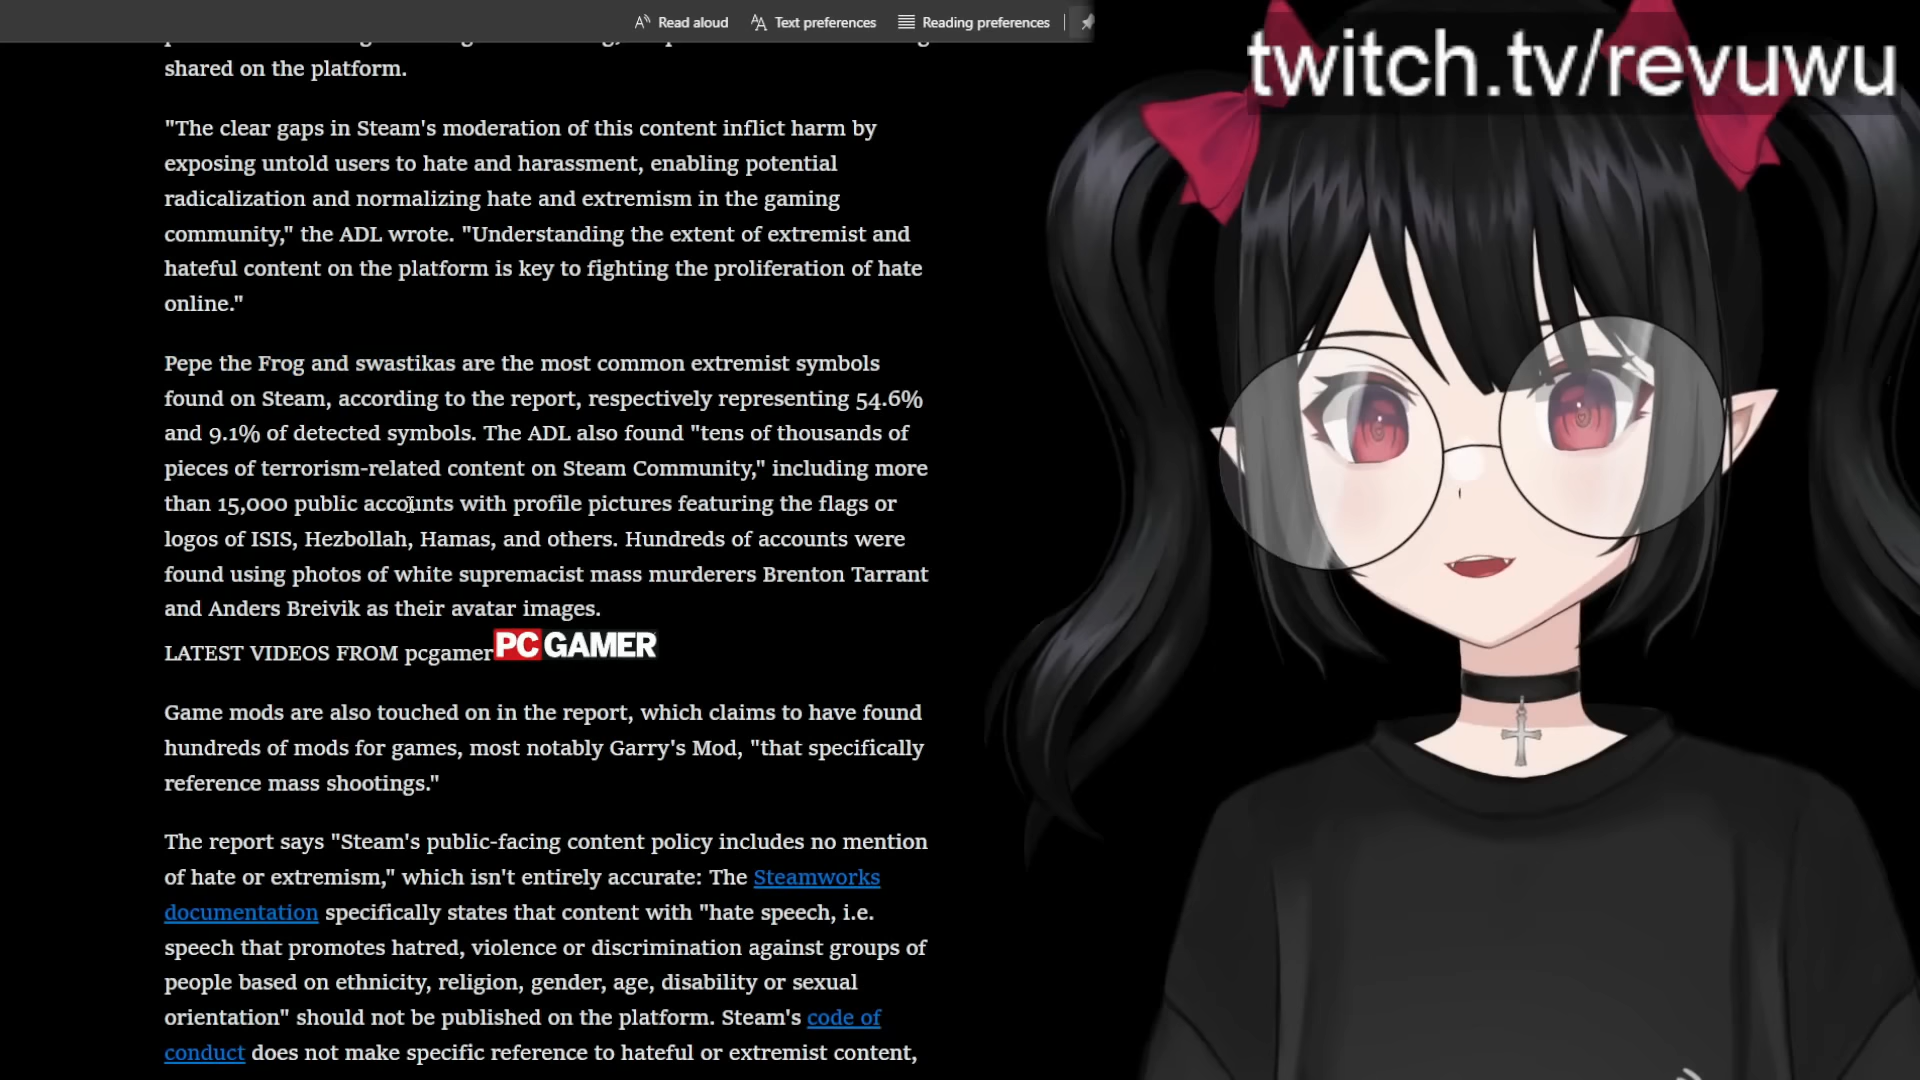 Read aloud
Text preferences
Reading preferences
twitch.tv/revuwu
shared on the platform.
"The clear gaps in Steam's moderation of this content inflict harm by
exposing untold users to hate and harassment, enabling potential
radicalization and normalizing hate and extremism in the gaming
community," the ADL wrote. "Understanding the extent of extremist and
hateful content on the platform is key to fighting the proliferation of hate
online."
Pepe the Frog and swastikas are the most common extremist symbols
found on Steam, according to the report, respectively representing 54.6%
and 9.1% of detected symbols. The ADL also found "tens of thousands of
pieces of terrorism-related content on Steam Community," including more
than 15,000 public accounts with profile pictures featuring the flags or
logos of ISIS, Hezbollah, Hamas, and others. Hundreds of accounts were
found using photos of white supremacist mass murderers Brenton Tarrant
and Anders Breivik as their avatar images.
LATEST VIDEOS FROM pcgamer PC GAMER
Game mods are also touched on in the report, which claims to have found
hundreds of mods for games, most notably Garry's Mod, "that specifically
reference mass shootings."
The report says "Steam's public-facing content policy includes no mention
of hate or extremism," which isn't entirely accurate: The Steamworks
documentation specifically states that content with "hate speech, i.e.
speech that promotes hatred, violence or discrimination against groups of
people based on ethnicity, religion, gender, age, disability or sexual
orientation" should not be published on the platform. Steam's code of
conduct does not make specific reference to hateful or extremist content,